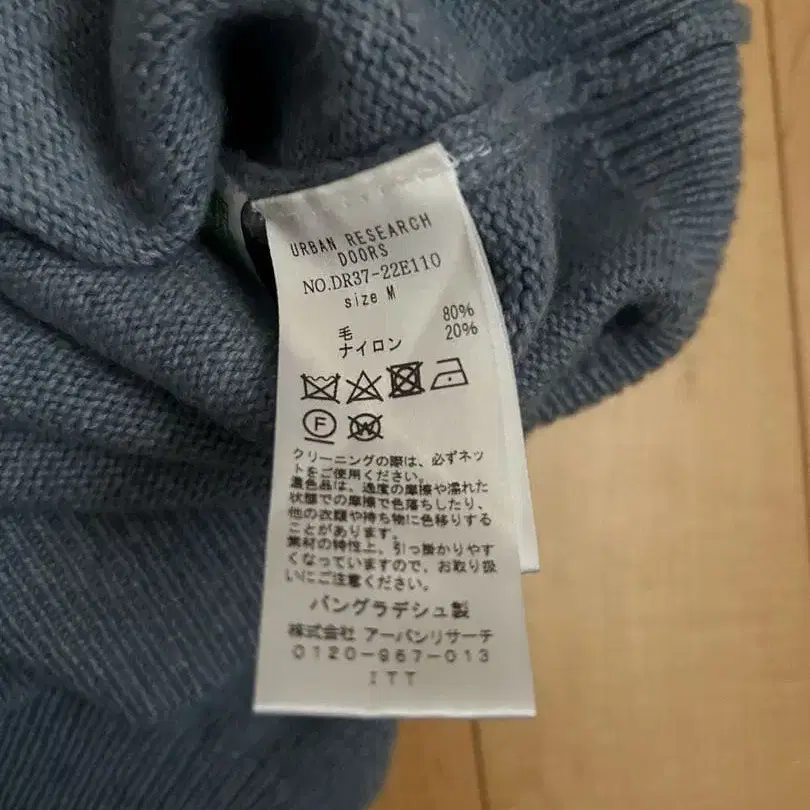 URBAN RESEARCH
DOORS
NO.DR37-22E110
size M
毛 80%
ナイロン 20%
F
W
クリーニングの際は、必ずネッ
トをご使用ください。
濃色品は、過度の摩擦や濡れた
状態での摩擦で色落ちしたり、
他の衣類や持ち物に色移りする
ことがあります。
素材の特性上、引っ掛かりやす
くなっていますので、お取り扱
いにご注意ください。
バングラデシュ製
株式会社 アーバンリサーチ
0120-967-013
ITT